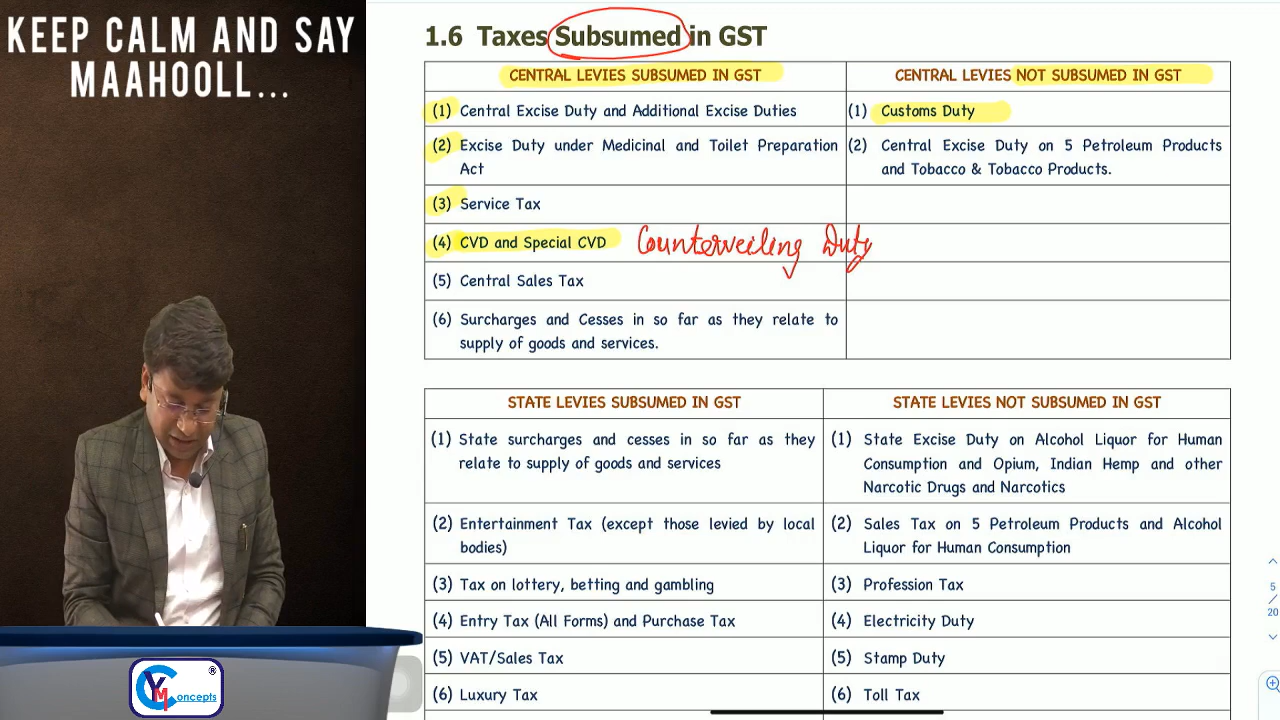 KEEP CALM AND SAY
MAAHOOLL...
1.6 Taxes Subsumed in GST
CENTRAL LEVIES SUBSUMED IN GST
CENTRAL LEVIES NOT SUBSUMED IN GST
(1) Central Excise Duty and Additional Excise Duties
(1) Customs Duty
(2) Excise Duty under Medicinal and Toilet Preparation
Act
(2) Central Excise Duty on 5 Petroleum Products
and Tobacco & Tobacco Products.
(3) Service Tax
(4) CVD and Special CVD
Counterveiling Duty
(5) Central Sales Tax
(6) Surcharges and Cesses in so far as they relate to
supply of goods and services.
STATE LEVIES SUBSUMED IN GST
STATE LEVIES NOT SUBSUMED IN GST
(1) State surcharges and cesses in so far as they
relate to supply of goods and services
(1) State Excise Duty on Alcohol Liquor for Human
Consumption and Opium, Indian Hemp and other
Narcotic Drugs and Narcotics
(2) Entertainment Tax (except those levied by local
bodies)
(2) Sales Tax on 5 Petroleum Products and Alcohol
Liquor for Human Consumption
(3) Tax on lottery, betting and gambling
(3) Profession Tax
(4) Entry Tax (All Forms) and Purchase Tax
(4) Electricity Duty
(5) VAT/Sales Tax
(5) Stamp Duty
(6) Luxury Tax
(6) Toll Tax
5
/
20
YM Concepts ®